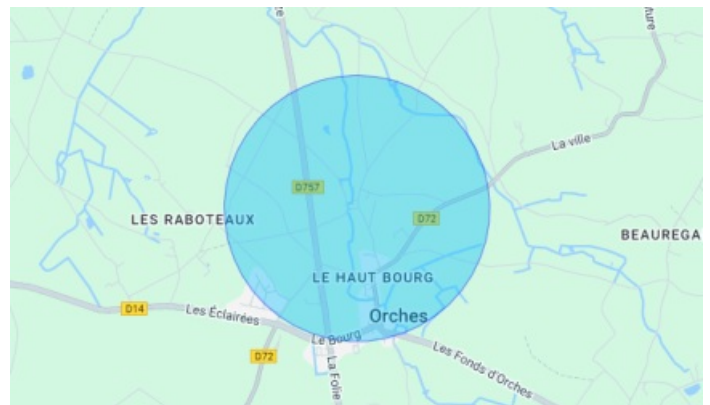 La ville
D757
D72
LES RABOTEAUX
BEAUREGA
LE HAUT BOURG
D14
Les Éclairées
Orches
Le Bourg
D72
La Folie
Les Fonds d'Orches